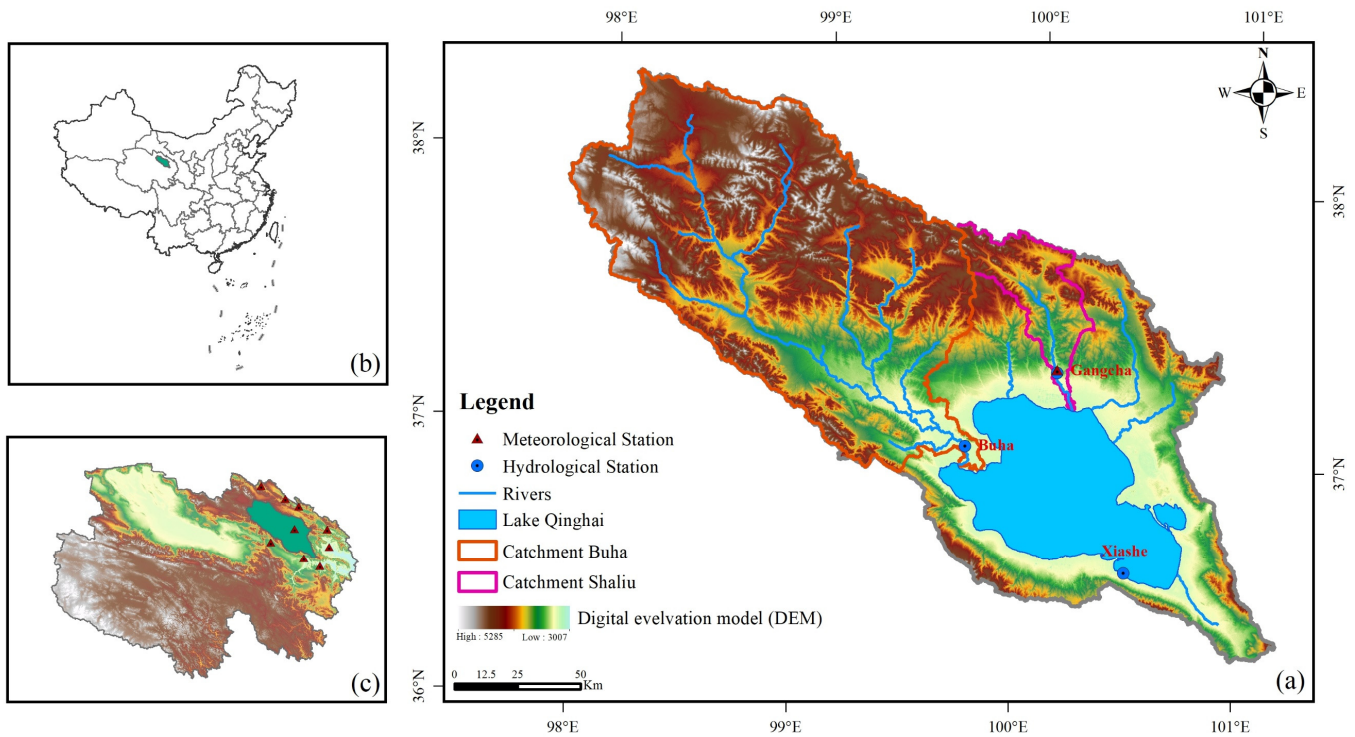 98°E
99°E
100°E
101°E
N
W
E
S
38°N
38°N
(b)
Gangcha
37°N
37°N
Legend
Meteorological Station
Buha
Hydrological Station
Rivers
Lake Qinghai
Xiashe
Catchment Buha
Catchment Shaliu
Digital evelvation model (DEM)
High : 5285
Low : 3007
0
12.5
25
50
Km
(c)
(a)
36°N
98°E
99°E
100°E
101°E